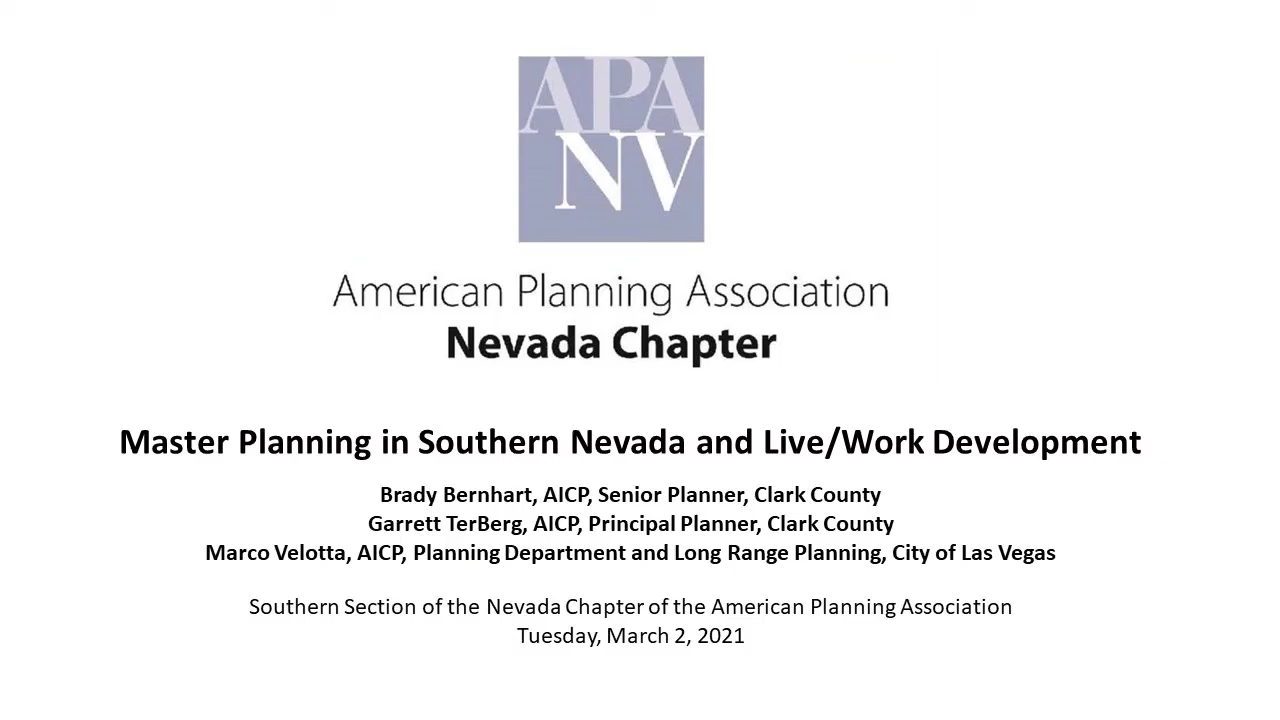 APA
NV
American Planning Association
Nevada Chapter
Master Planning in Southern Nevada and Live/Work Development
Brady Bernhart, AICP, Senior Planner, Clark County
Garrett TerBerg, AICP, Principal Planner, Clark County
Marco Velotta, AICP, Planning Department and Long Range Planning, City of Las Vegas
Southern Section of the Nevada Chapter of the American Planning Association
Tuesday, March 2, 2021